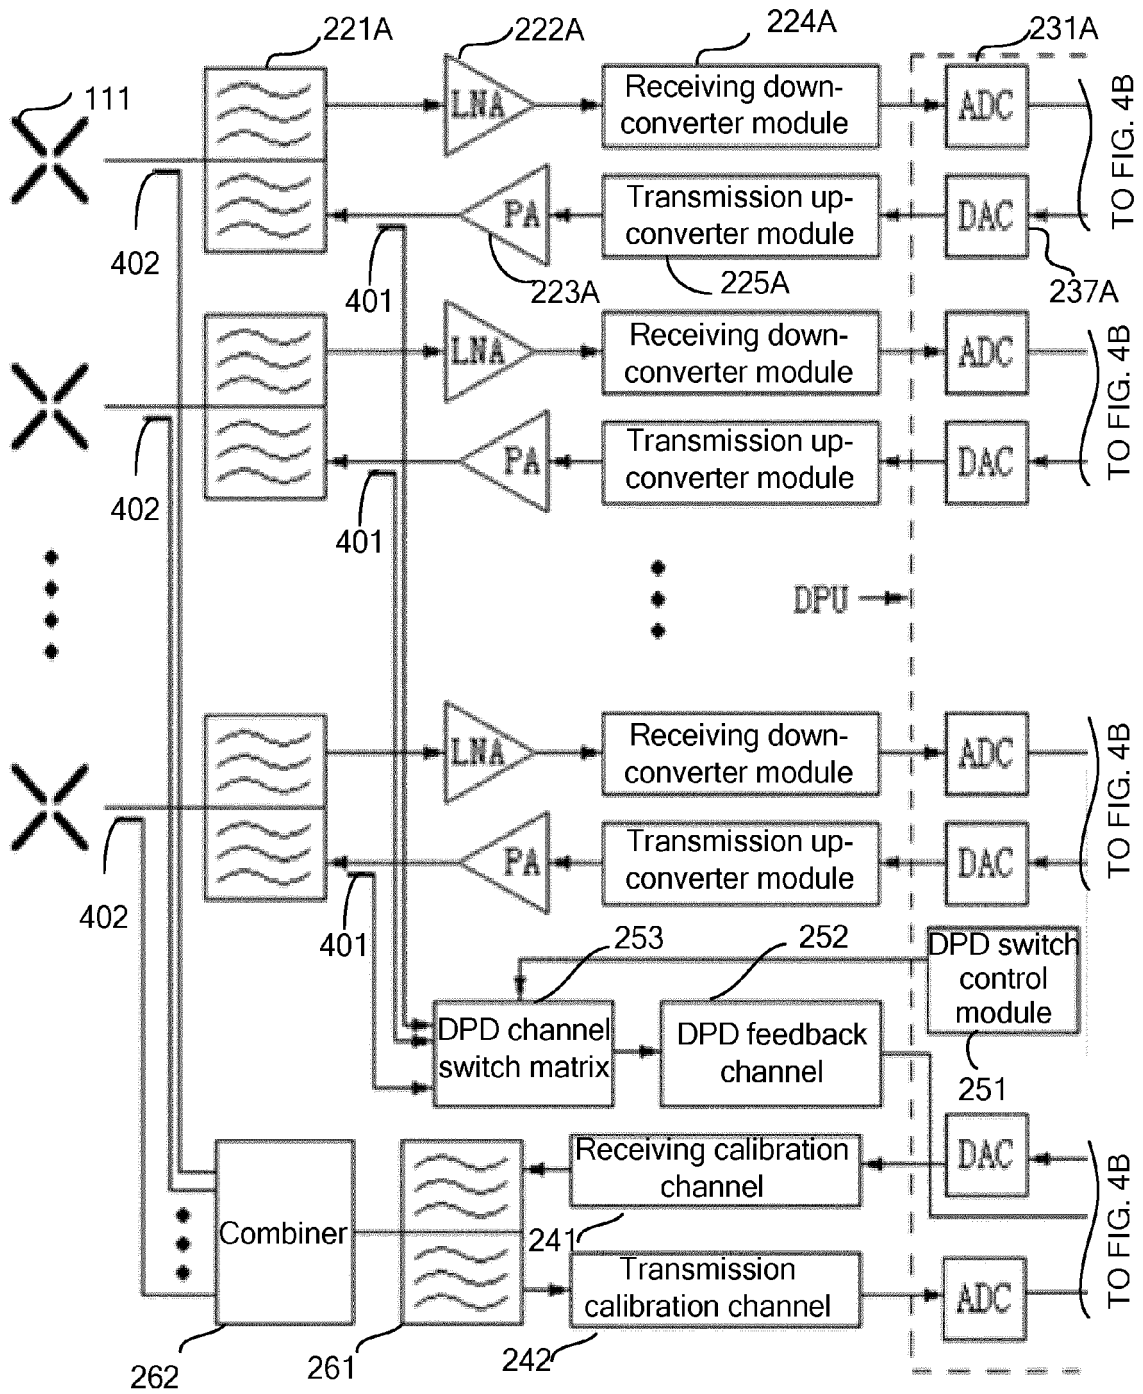 221A
222A
224A
231A
111
LNA
Receiving down-
converter module
ADC
TO FIG. 4B
402
PA
Transmission up-
converter module
DAC
401
223A
225A
237A
LNA
Receiving down-
converter module
ADC
TO FIG. 4B
402
PA
Transmission up-
converter module
DAC
401
DPU
LNA
Receiving down-
converter module
ADC
TO FIG. 4B
402
PA
Transmission up-
converter module
DAC
401
253
252
DPD switch
control
module
DPD channel
switch matrix
DPD feedback
channel
251
Receiving calibration
channel
DAC
TO FIG. 4B
Combiner
241
Transmission
calibration channel
ADC
262
261
242